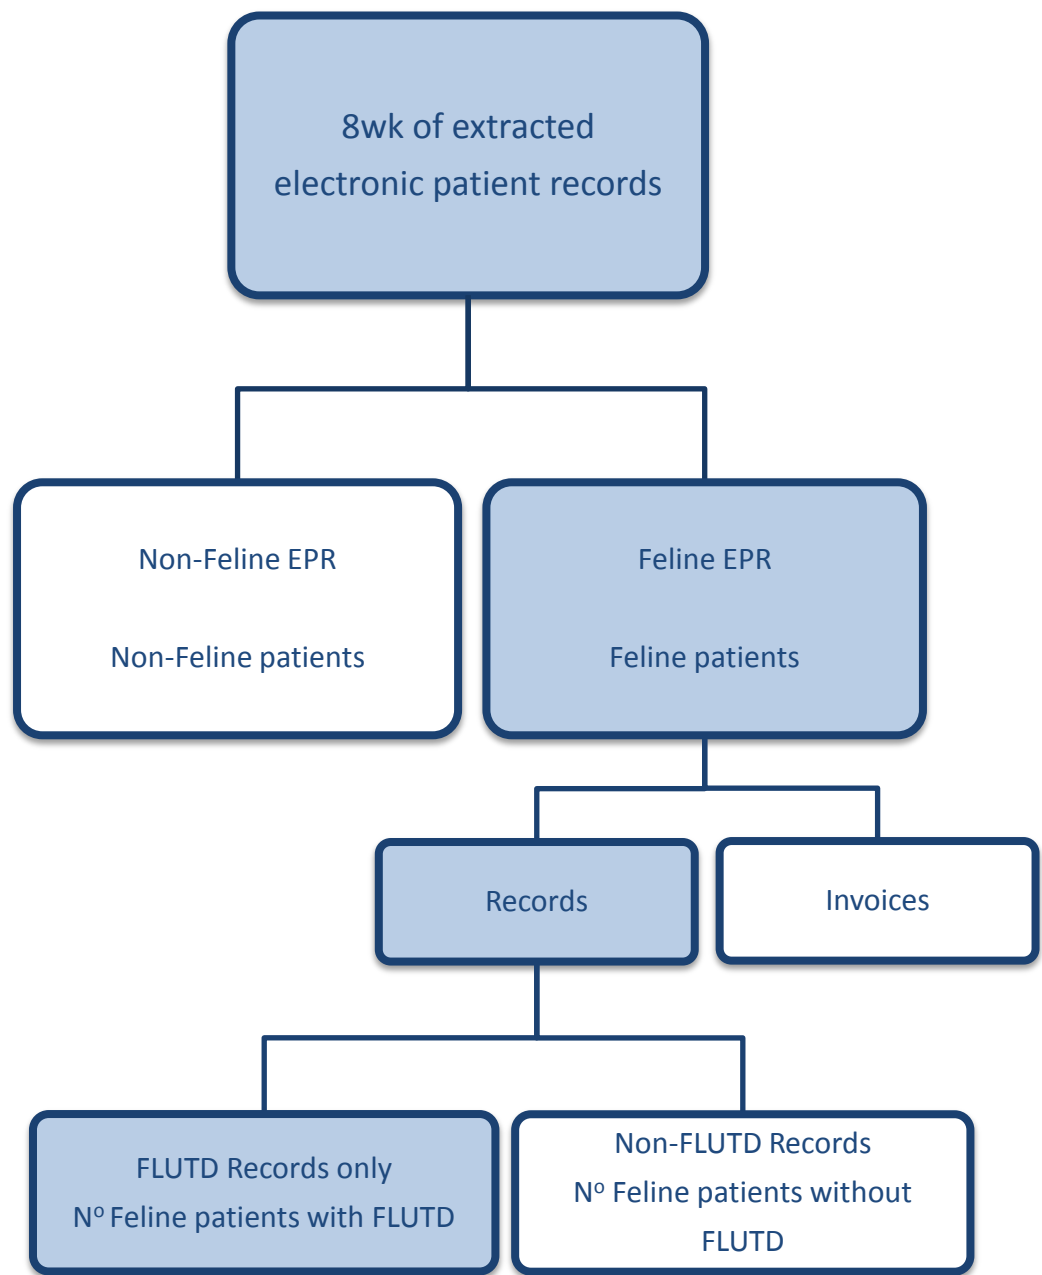 8wk of extracted
electronic patient records
Non-Feline EPR
Non-Feline patients
Feline EPR
Feline patients
Records
Invoices
FLUTD Records only
Nº Feline patients with FLUTD
Non-FLUTD Records
Nº Feline patients without
FLUTD